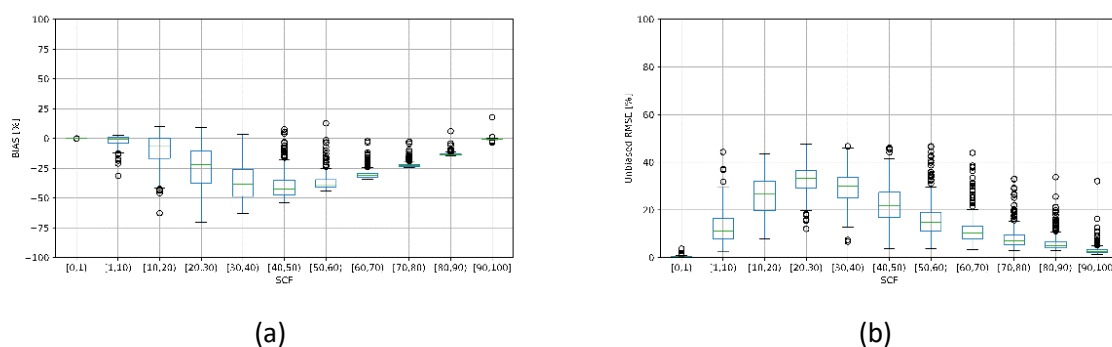 100
75
50
25
0
−25
−50
−75
−100
BIAS [%]
[0,1) [1,10) [10,20) [20,30) [30,40) [40,50) [50,60) [60,70) [70,80) [80,90) [90,100]
SCF
(a)
100
80
60
40
20
0
Unbiased RMSE [%]
[0,1) [1,10) [10,20) [20,30) [30,40) [40,50) [50,60) [60,70) [70,80) [80,90) [90,100]
SCF
(b)